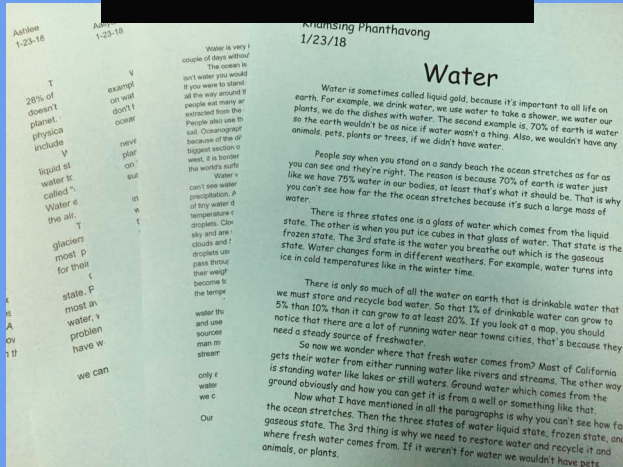 Ashlee
1-23-18
28% of
doesn't
planet.
physica
include
liquid st
water
called
Water
the air.
glaciers
most
for their
state. P
most
water,
problen
have w
we can
1-23-18
exampl
on wat
don't
ocear
Water is very
couple of days withou
The ocean is
isn't water you would
If you were to stand
all the way around
people eat many
extracted from the
People also use
sail. Oceanograph
because of the
biggest section
west, it is border
the world's
Water
can't see water
precipitation.
of tiny water
temperature
droplets.
sky and are
clouds and
droplets
pass throu
their weigh
become
the tempe
water
and use
sources
man
stream
only
water
we
Our
Khamsing Phanthavong
1/23/18
Water
Water is sometimes called liquid gold, because it's important to all life on
earth. For example, we drink water, we use water to take a shower, we water our
plants, we do the dishes with water. The second example is, 70% of earth is water
so the earth wouldn't be as nice if water wasn't a thing. Also, we wouldn't have any
animals, pets, plants or trees, if we didn't have water.
People say when you stand on a sandy beach the ocean stretches as far as
you can see and they're right. The reason is because 70% of earth is water just
like we have 75% water in our bodies, at least that's what it should be. That is why
you can't see how far the the ocean stretches because it's such a large mass of
water.
There is three states one is a glass of water which comes from the liquid
state. The other is when you put ice cubes in that glass of water. That state is the
frozen state. The 3rd state is the water you breathe out which is the gaseous
state. Water changes form in different weathers. For example, water turns into
ice in cold temperatures like in the winter time.
There is only so much of all the water on earth that is drinkable water that
we must store and recycle bad water. So that 1% of drinkable water can grow to
5% than 10% than it can grow to at least 20%. If you look at a map, you should
notice that there are a lot of running water near towns cities, that's because they
need a steady source of freshwater.
So now we wonder where that fresh water comes from? Most of California
gets their water from either running water like rivers and streams. The other way
is standing water like lakes or still waters. Ground water which comes from the
ground obviously and how you can get it is from a well or something like that.
Now what I have mentioned in all the paragraphs is why you can't see how fa
the ocean stretches. Then the three states of water liquid state, frozen state, and
gaseous state. The 3rd thing is why we need to restore water and recycle it and
where fresh water comes from. If it weren't for water we wouldn't have pets
animals, or plants.